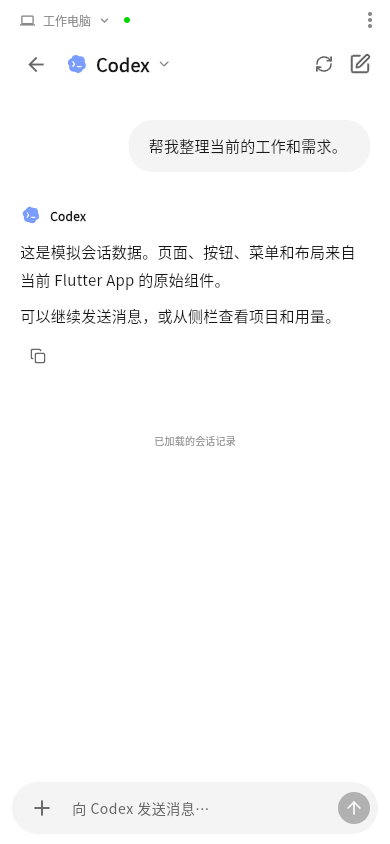 工作电脑
Codex
帮我整理当前的工作和需求。
Codex
这是模拟会话数据。页面、按钮、菜单和布局来自
当前 Flutter App 的原始组件。
可以继续发送消息，或从侧栏查看项目和用量。
已加载的会话记录
向 Codex 发送消息…